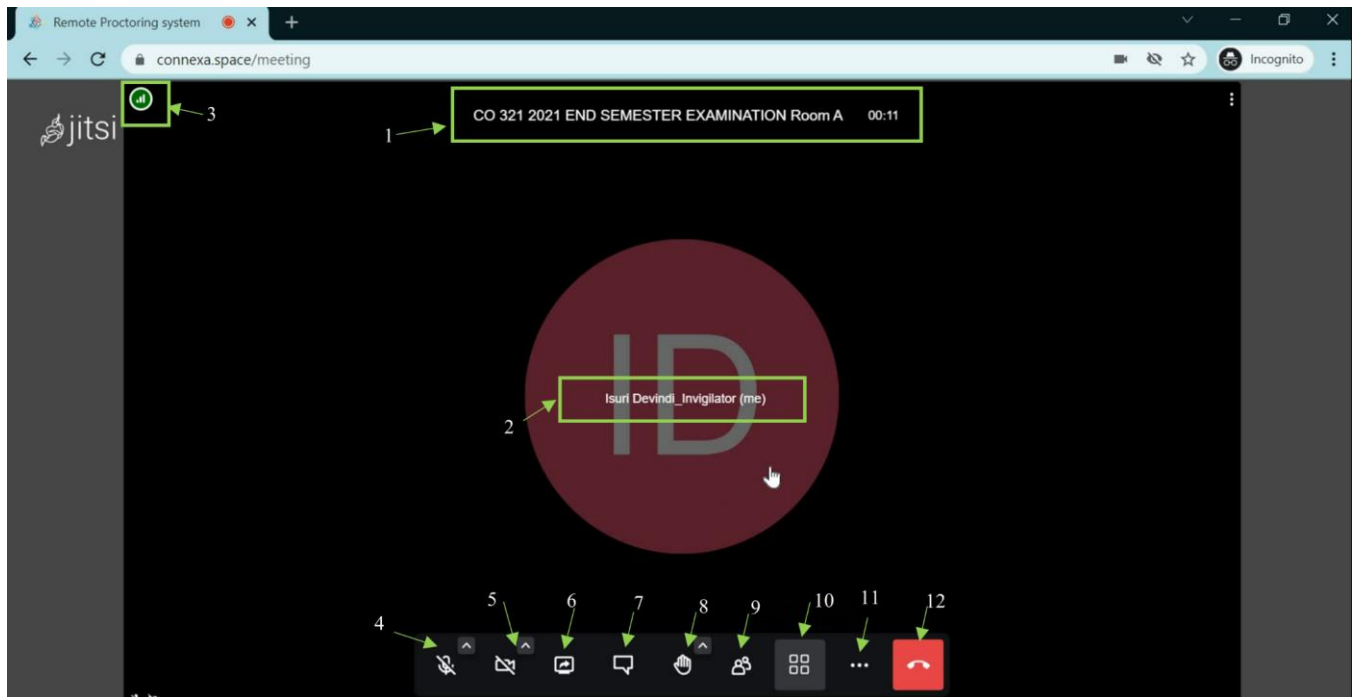 Remote Proctoring system
connexa.space/meeting
Incognito
jitsi
3
1
CO 321 2021 END SEMESTER EXAMINATION Room A 00:11
ID
Isuri Devindi_Invigilator (me)
2
4 5 6 7 8 9 10 11 12